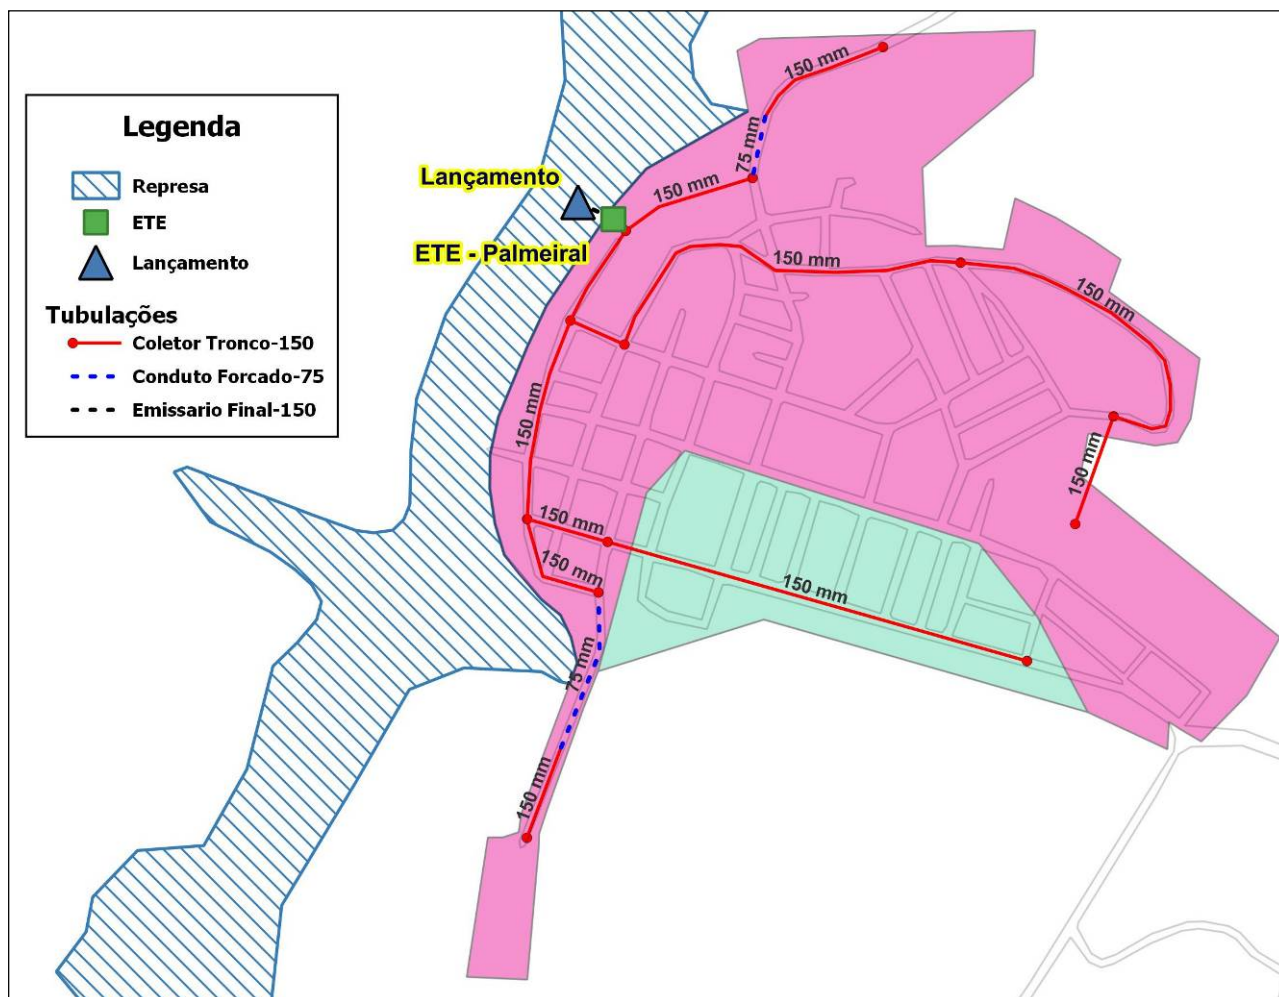 Legenda
Represa
ETE
Lançamento
Tubulações
Coletor Tronco-150
Conduto Forcado-75
Emissario Final-150
150 mm
75 mm
150 mm
Lançamento
ETE - Palmeiral
150 mm
150 mm
150 mm
150 mm
150 mm
150 mm
150 mm
75 mm
150 mm